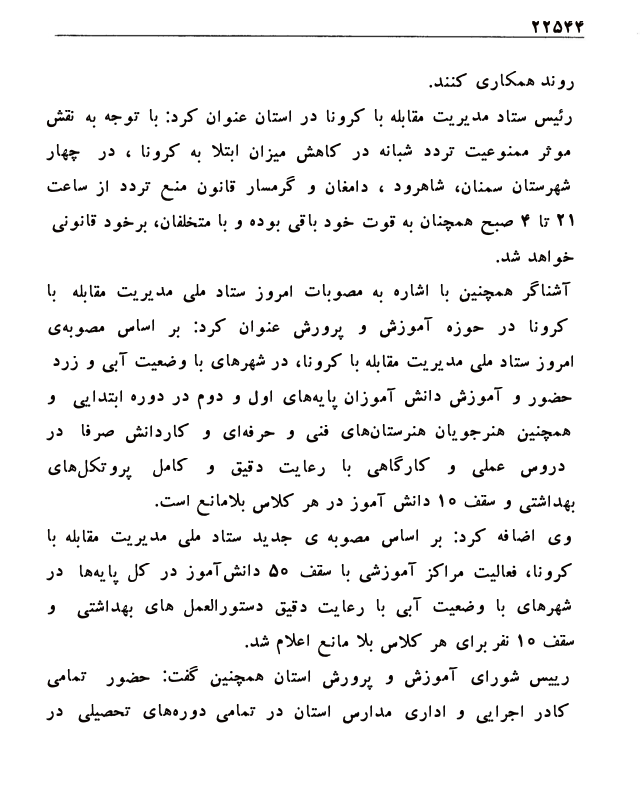 ۲۲۵۴۴
روند همکاری کنند.
رئیس ستاد مدیریت مقابله با کرونا در استان عنوان کرد: با توجه به نقش
موثر ممنوعیت تردد شبانه در کاهش میزان ابتلا به کرونا ، در چهار
شهرستان سمنان، شاهرود ، دامغان و گرمسار قانون منع تردد از ساعت
۲۱ تا ۴ صبح همچنان به قوت خود باقی بوده و با متخلفان، برخود قانونی
خواهد شد.
آشناگر همچنین با اشاره به مصوبات امروز ستاد ملی مدیریت مقابله با
کرونا در حوزه آموزش و پرورش عنوان کرد: بر اساس مصوبه‌ی
امروز ستاد ملی مدیریت مقابله با کرونا، در شهرهای با وضعیت آبی و زرد
حضور و آموزش دانش آموزان پایه‌های اول و دوم در دوره ابتدایی و
همچنین هنرجویان هنرستان‌های فنی و حرفه‌ای و کاردانش صرفا در
دروس عملی و کارگاهی با رعایت دقیق و کامل پروتکل‌های
بهداشتی و سقف ۱۰ دانش آموز در هر کلاس بلامانع است.
وی اضافه کرد: بر اساس مصوبه ی جدید ستاد ملی مدیریت مقابله با
کرونا، فعالیت مراکز آموزشی با سقف ۵۰ دانش‌آموز در کل پایه‌ها در
شهرهای با وضعیت آبی با رعایت دقیق دستورالعمل های بهداشتی و
سقف ۱۰ نفر برای هر کلاس بلا مانع اعلام شد.
رییس شورای آموزش و پرورش استان همچنین گفت: حضور تمامی
کادر اجرایی و اداری مدارس استان در تمامی دوره‌های تحصیلی در